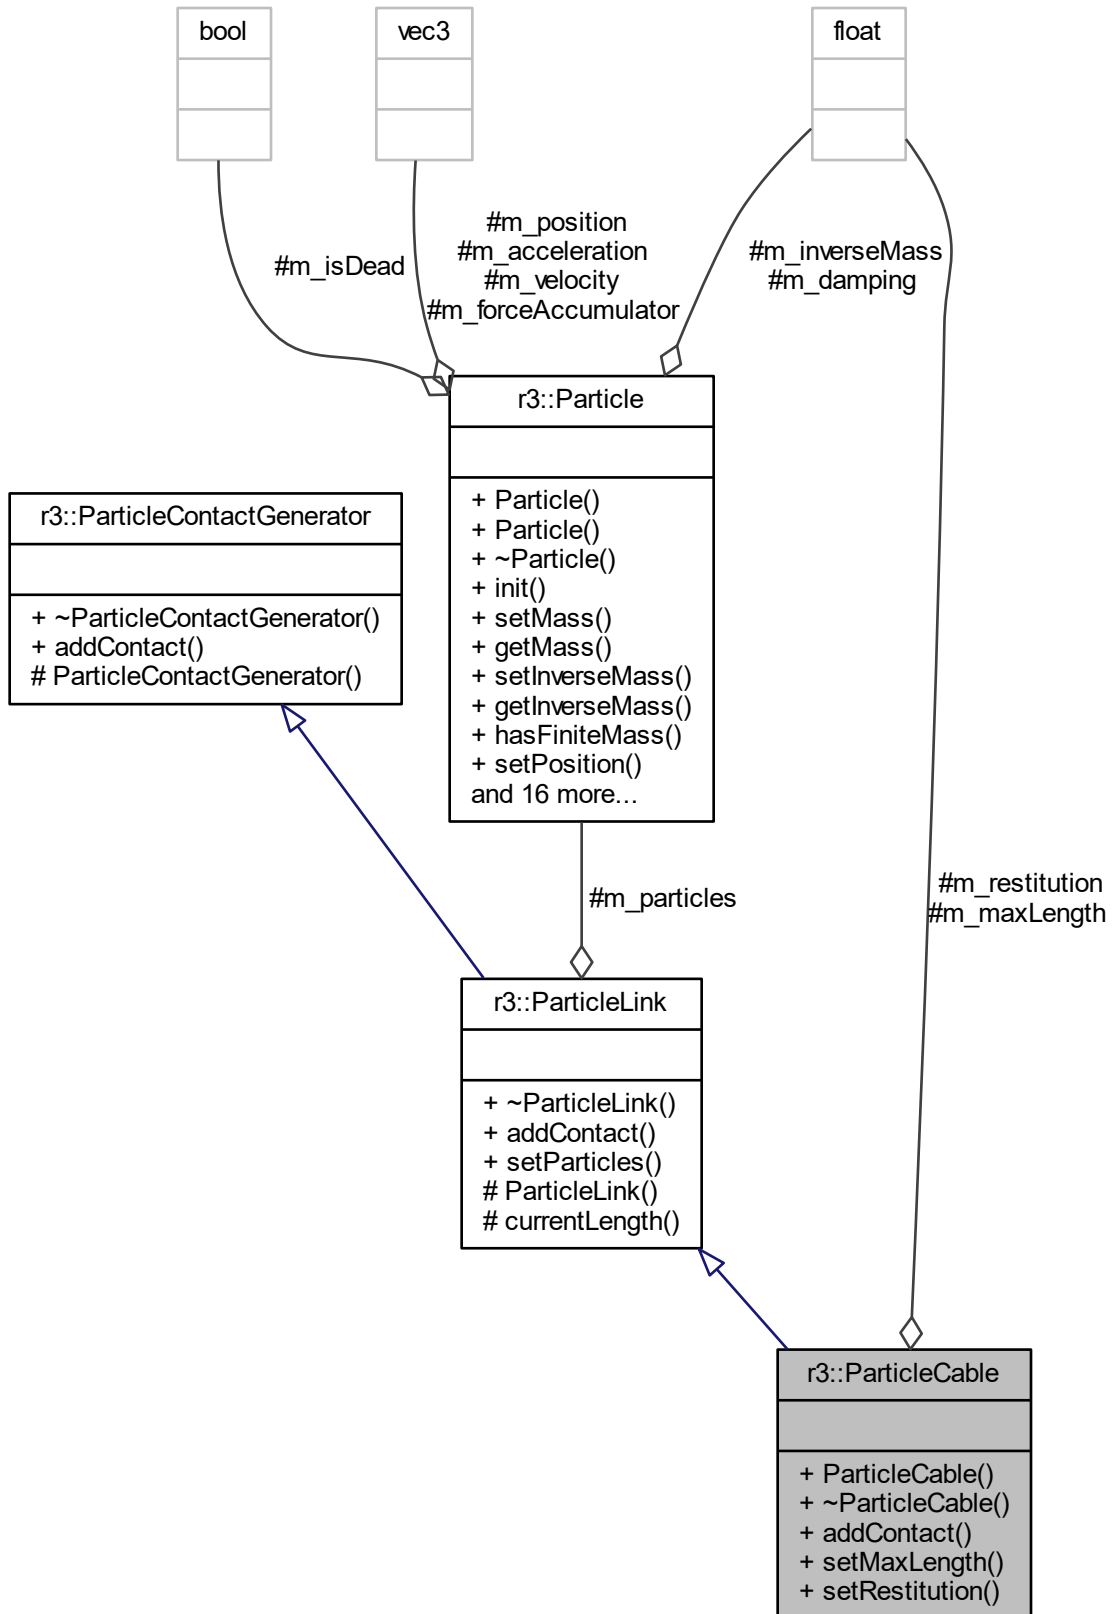 bool
vec3
float
#m_position
#m_acceleration
#m_velocity
#m_forceAccumulator
#m_isDead
#m_inverseMass
#m_damping
r3::Particle
+ Particle()
+ Particle()
+ ~Particle()
+ init()
+ setMass()
+ getMass()
+ setInverseMass()
+ getInverseMass()
+ hasFiniteMass()
+ setPosition()
and 16 more...
r3::ParticleContactGenerator
+ ~ParticleContactGenerator()
+ addContact()
# ParticleContactGenerator()
#m_particles
#m_restitution
#m_maxLength
r3::ParticleLink
+ ~ParticleLink()
+ addContact()
+ setParticles()
# ParticleLink()
# currentLength()
r3::ParticleCable
+ ParticleCable()
+ ~ParticleCable()
+ addContact()
+ setMaxLength()
+ setRestitution()